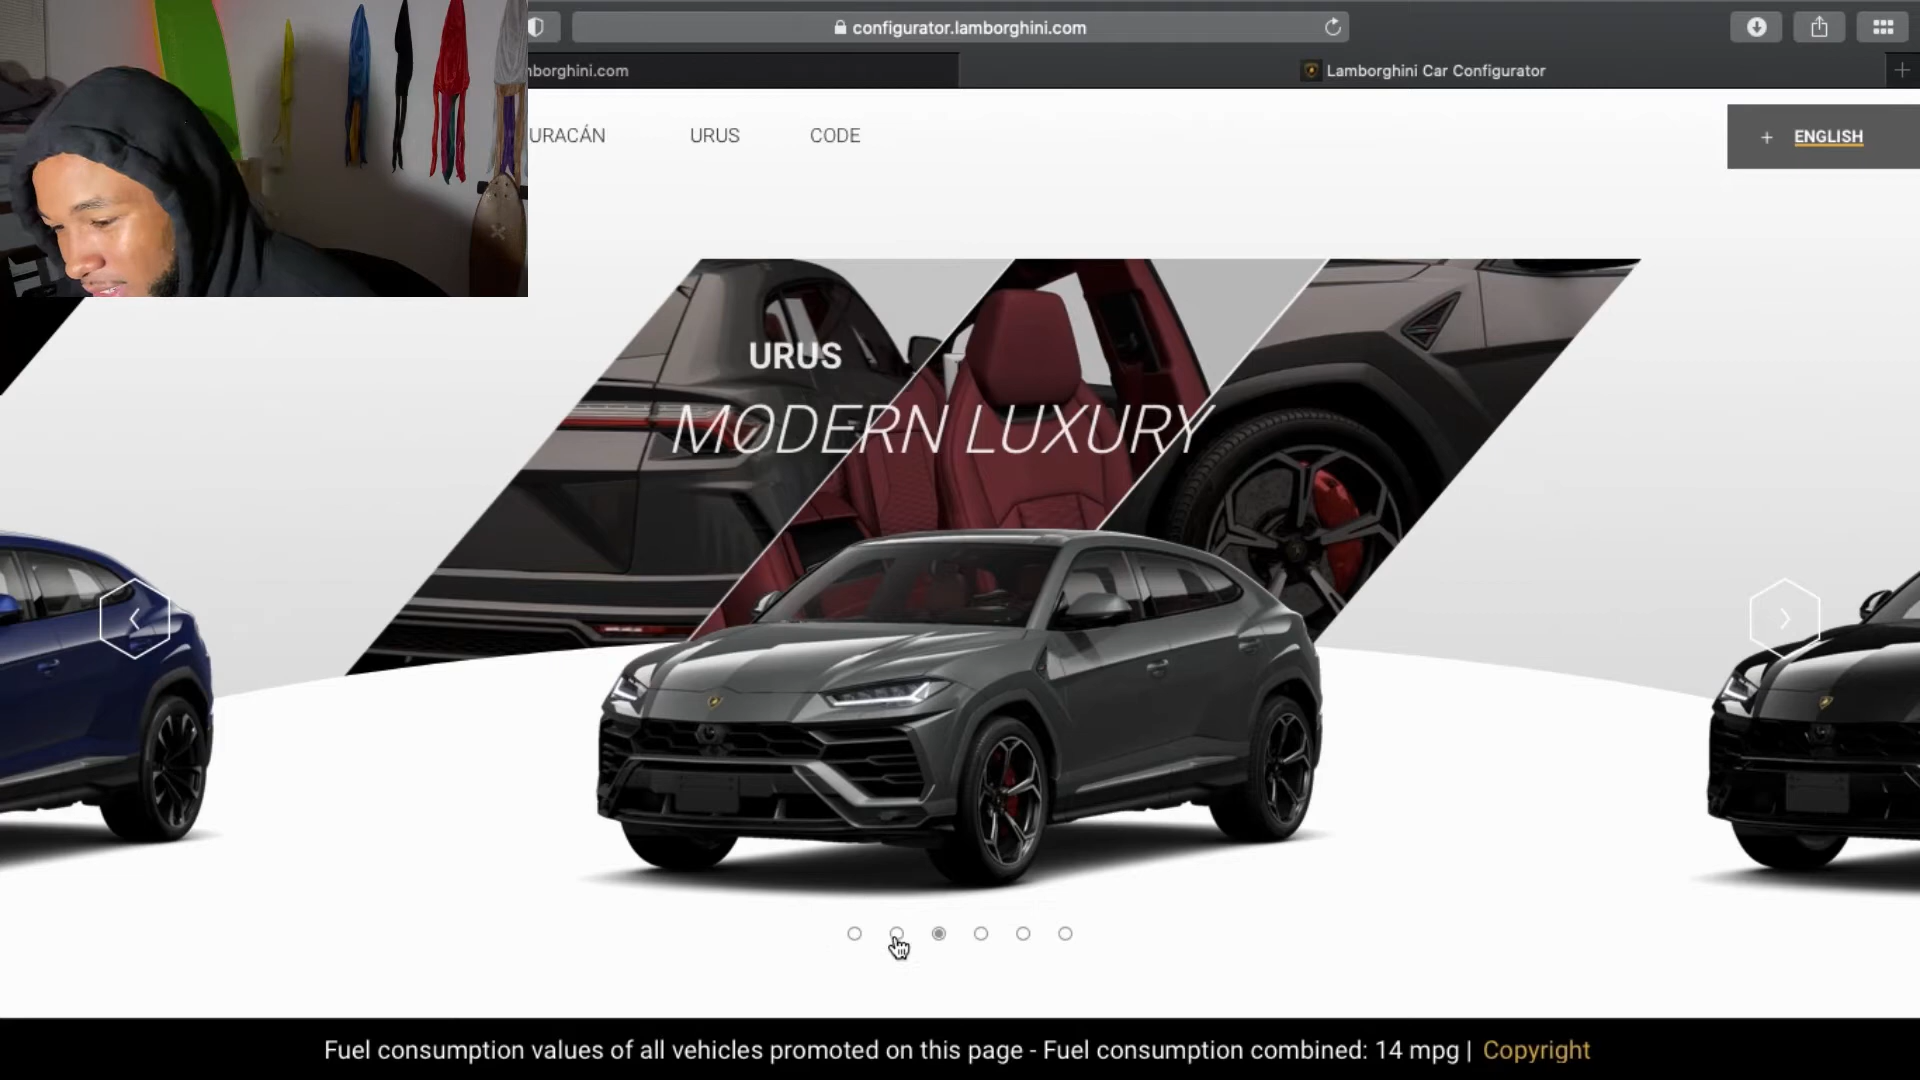 configurator.lamborghini.com
nborghini.com
Lamborghini Car Configurator
URACÁN
URUS
CODE
+ ENGLISH
URUS
MODERN LUXURY
Fuel consumption values of all vehicles promoted on this page - Fuel consumption combined: 14 mpg | Copyright